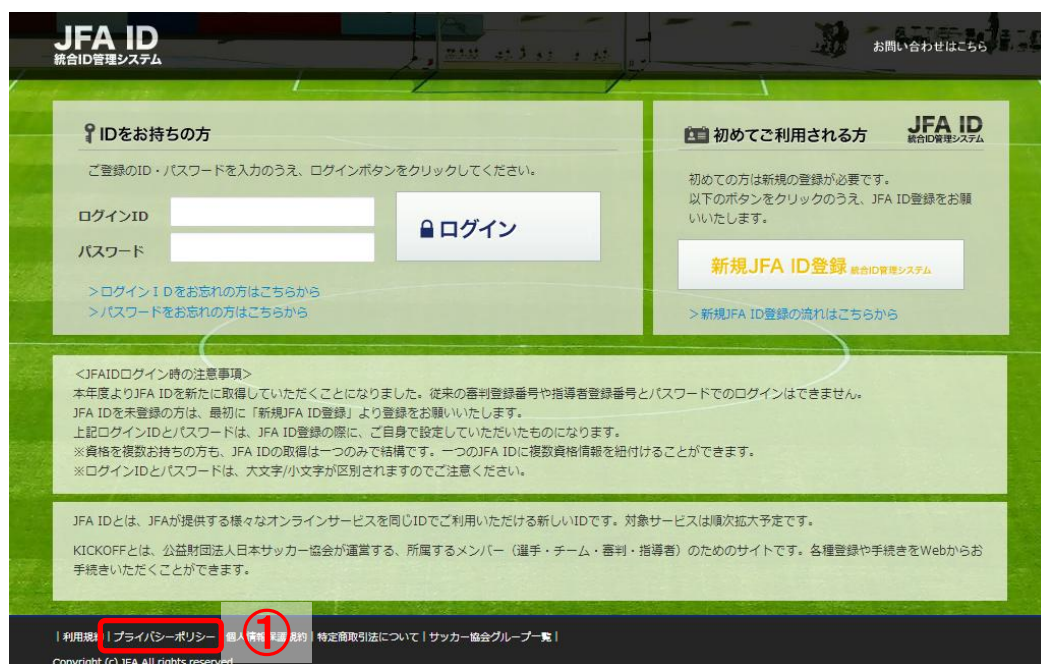 JFA ID
統合ID管理システム
お問い合わせはこちら
IDをお持ちの方
ご登録のID・パスワードを入力のうえ、ログインボタンをクリックしてください。
ログインID
パスワード
ログイン
＞ログインＩＤをお忘れの方はこちらから
＞パスワードをお忘れの方はこちらから
初めてご利用される方
JFA ID
統合ID管理システム
初めての方は新規の登録が必要です。
以下のボタンをクリックのうえ、JFA ID登録をお願
いいたします。
新規JFA ID登録 統合ID管理システム
＞新規JFA ID登録の流れはこちらから
<JFAIDログイン時の注意事項>
本年度よりJFA IDを新たに取得していただくことになりました。従来の審判登録番号や指導者登録番号とパスワードでのログインはできません。
JFA IDを未登録の方は、最初に「新規JFA ID登録」より登録をお願いいたします。
上記ログインIDとパスワードは、JFA ID登録の際に、ご自身で設定していただいたものになります。
※資格を複数お持ちの方も、JFA IDの取得は一つのみで結構です。一つのJFA IDに複数資格情報を紐付けることができます。
※ログインIDとパスワードは、大文字/小文字が区別されますのでご注意ください。
JFA IDとは、JFAが提供する様々なオンラインサービスを同じIDでご利用いただける新しいIDです。対象サービスは順次拡大予定です。
KICKOFFとは、公益財団法人日本サッカー協会が運営する、所属するメンバー（選手・チーム・審判・指導者）のためのサイトです。各種登録や手続きをWebからお
手続きいただくことができます。
①
| 利用規約 | プライバシーポリシー | 個人情報保護規約 | 特定商取引法について | サッカー協会グループ一覧 |
Copyright (c) JFA All rights reserved